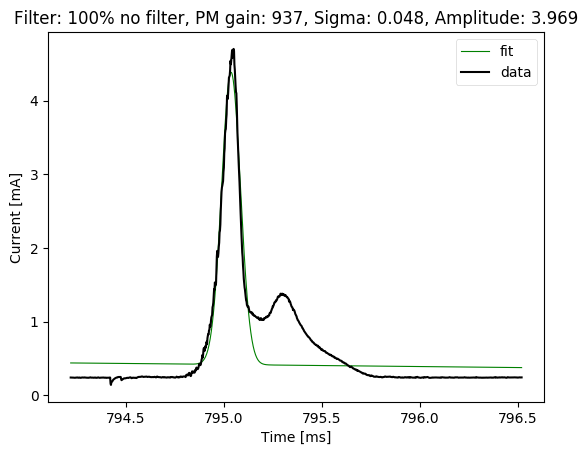 Filter: 100% no filter, PM gain: 937, Sigma: 0.048, Amplitude: 3.969
fit
data
4
3
2
1
0
Current [mA]
794.5 795.0 795.5 796.0 796.5
Time [ms]